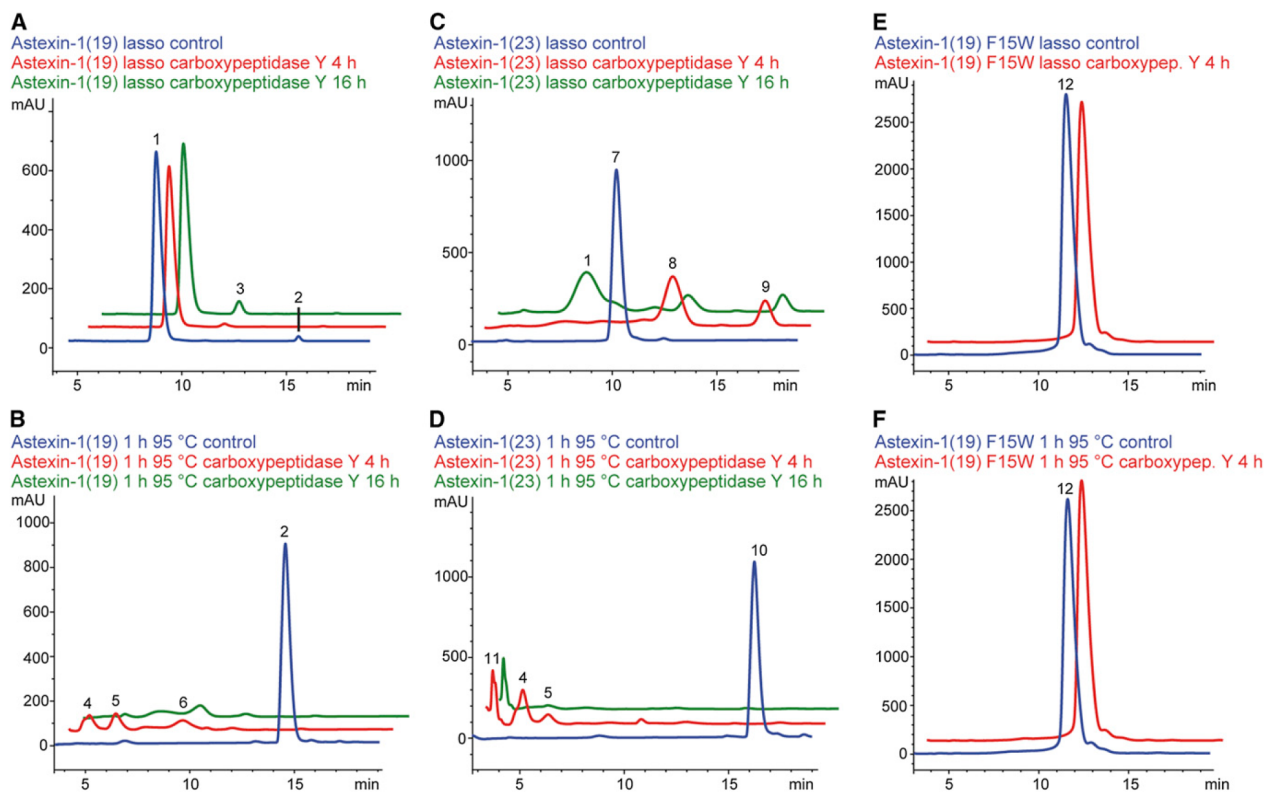 A
Astexin-1(19) lasso control
Astexin-1(19) lasso carboxypeptidase Y 4 h
Astexin-1(19) lasso carboxypeptidase Y 16 h
mAU
600
400
200
0
1
3
2
5 10 15 min
C
Astexin-1(23) lasso control
Astexin-1(23) lasso carboxypeptidase Y 4 h
Astexin-1(23) lasso carboxypeptidase Y 16 h
mAU
1000
500
0
7
1
8
9
5 10 15 min
E
Astexin-1(19) F15W lasso control
Astexin-1(19) F15W lasso carboxypep. Y 4 h
mAU
2500
2000
1500
1000
500
0
12
5 10 15 min
B
Astexin-1(19) 1 h 95 °C control
Astexin-1(19) 1 h 95 °C carboxypeptidase Y 4 h
Astexin-1(19) 1 h 95 °C carboxypeptidase Y 16 h
mAU
1000
800
600
400
200
0
2
4 5 6
5 10 15 min
D
Astexin-1(23) 1 h 95 °C control
Astexin-1(23) 1 h 95 °C carboxypeptidase Y 4 h
Astexin-1(23) 1 h 95 °C carboxypeptidase Y 16 h
mAU
1000
500
0
10
11
4
5
5 10 15 min
F
Astexin-1(19) F15W 1 h 95 °C control
Astexin-1(19) F15W 1 h 95 °C carboxypep. Y 4 h
mAU
2500
2000
1500
1000
500
0
12
5 10 15 min